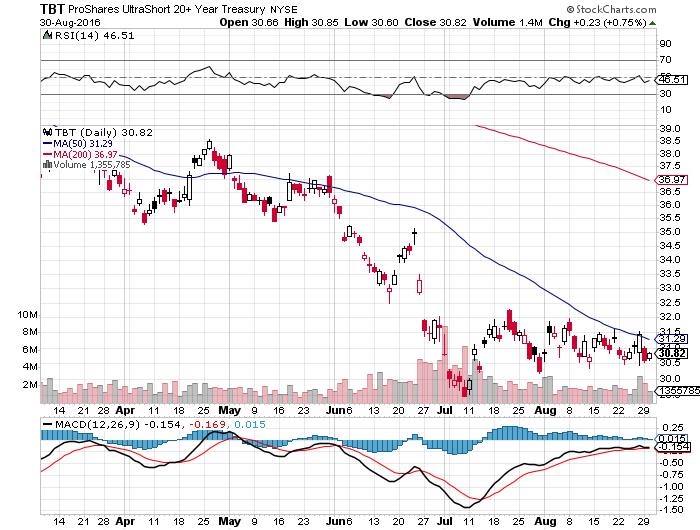 TBT ProShares UltraShort 20+ Year Treasury NYSE
© StockCharts.com
30-Aug-2016
Open 30.66 High 30.85 Low 30.60 Close 30.82 Volume 1.4M Chg +0.23 (+0.75%)
RSI(14) 46.51
90
70
50
46.51
30
10
TBT (Daily) 30.82
MA(50) 31.29
MA(200) 36.97
Volume 1,355,785
39.0
38.5
38.0
37.5
36.97
36.5
36.0
35.5
35.0
34.5
34.0
33.5
33.0
32.5
32.0
31.29
30.82
30.0
10M
8M
6M
4M
2M
1355785
14 21 28 Apr 11 18 25 May 9 16 23 Jun 6 13 20 27 Jul 11 18 25 Aug 8 15 22 29
MACD(12,26,9) -0.154, -0.169, 0.015
0.25
0.015
-0.154
-0.50
-0.75
-1.00
-1.25
-1.50
14 21 28 Apr 11 18 25 May 9 16 23 Jun 6 13 20 27 Jul 11 18 25 Aug 8 15 22 29